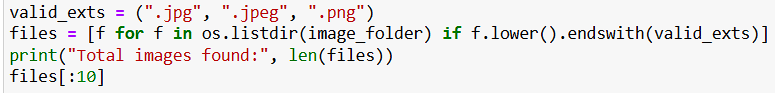 valid_exts = (".jpg", ".jpeg", ".png")
files = [f for f in os.listdir(image_folder) if f.lower().endswith(valid_exts)]
print("Total images found:", len(files))
files[:10]